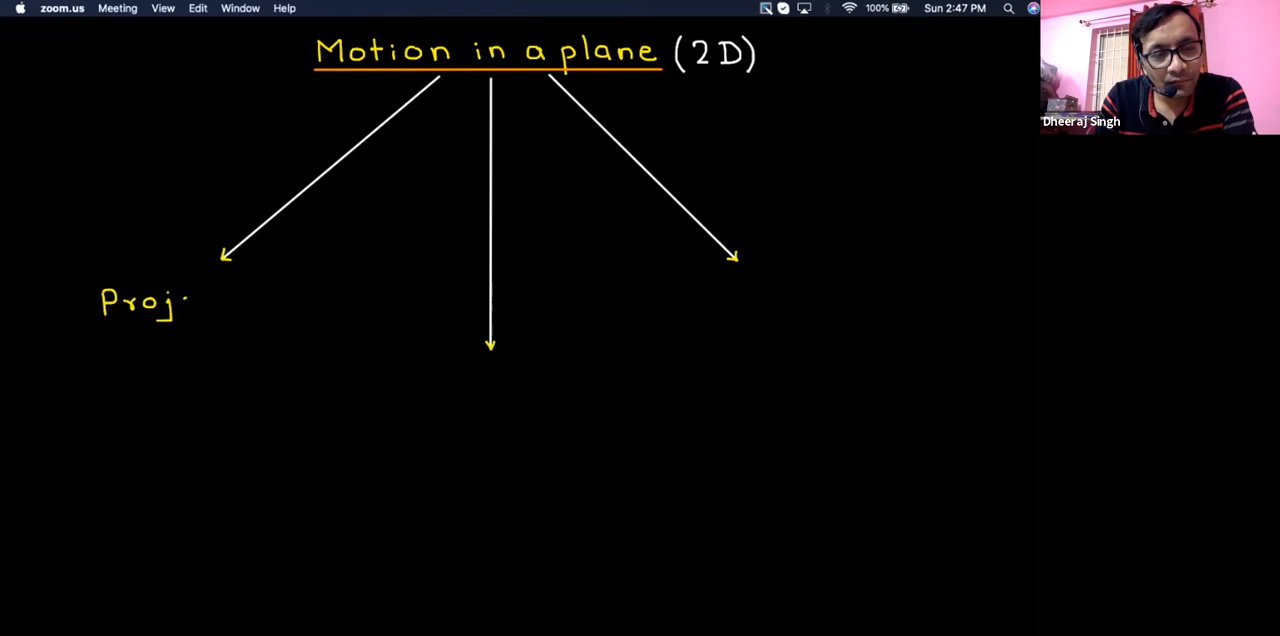 zoom.us Meeting View Edit Window Help 100% Sun 2:47 PM
Motion in a plane (2D)
Dheeraj Singh
Proj